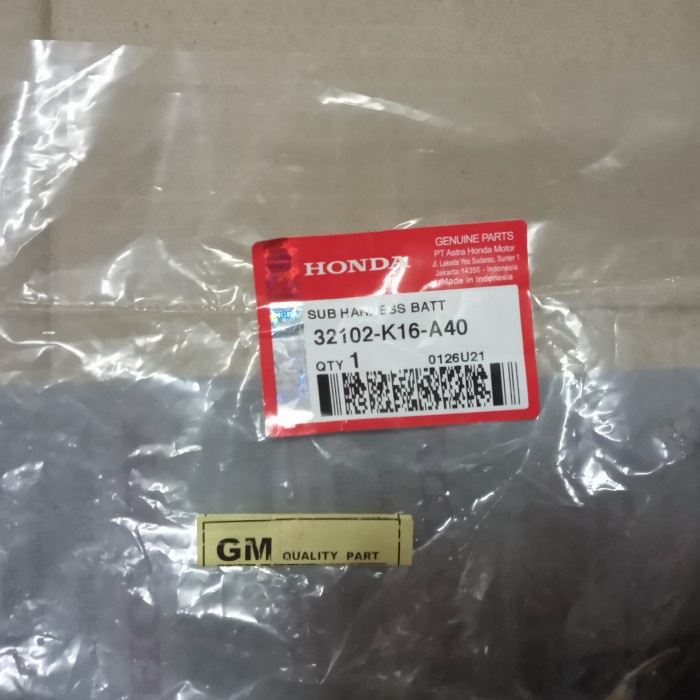 GENUINE PARTS
PT Astra Honda Motor
Jl. Laksda Yos Sudarso, Sunter 1
Jakarta 14350 - Indonesia
Made in Indonesia
HONDA
SUB HARNESS BATT
32102-K16-A40
QTY 1 0126U21
GM QUALITY PART